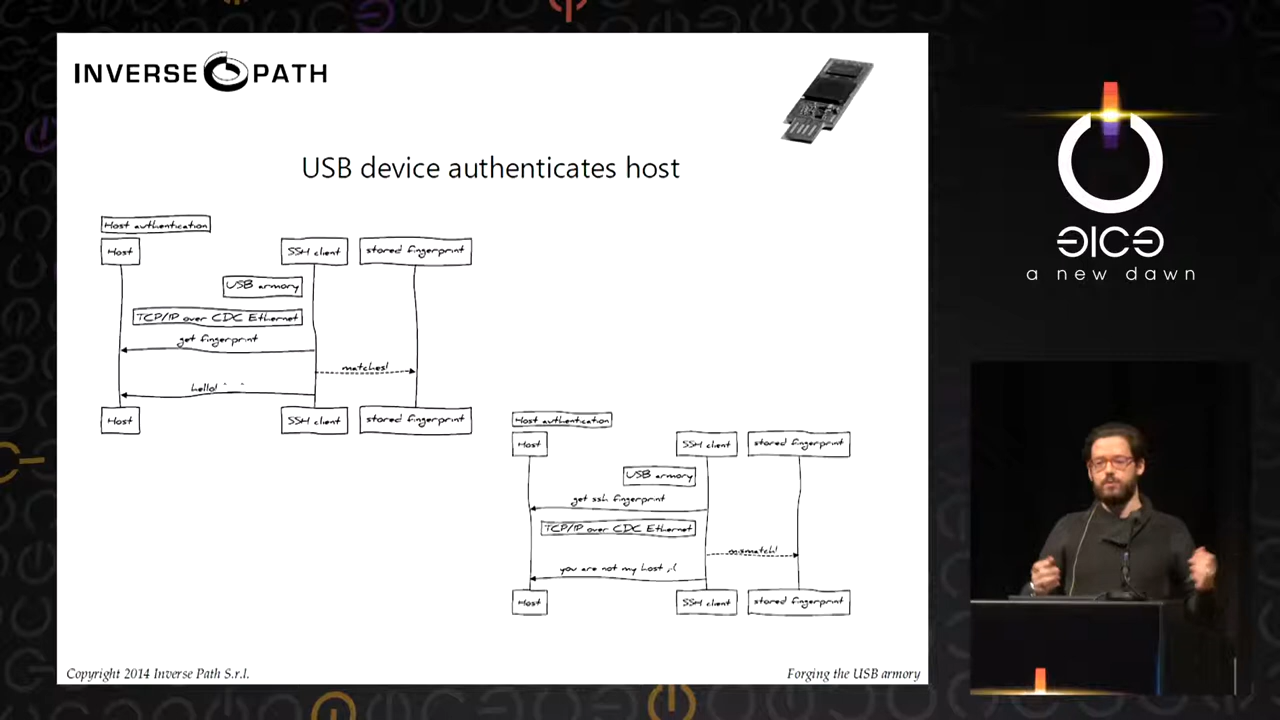 INVERSE PATH
USB device authenticates host
Host authentication
Host
SSH client
stored fingerprint
USB armory
TCP/IP over CDC Ethernet
get fingerprint
matches!
hello!
Host
SSH client
stored fingerprint
Host authentication
Host
SSH client
stored fingerprint
USB armory
get ssh fingerprint
TCP/IP over CDC Ethernet
mismatch!
you are not my host ;(
Host
SSH client
stored fingerprint
Copyright 2014 Inverse Path S.r.l.
Forging the USB armory
a new dawn